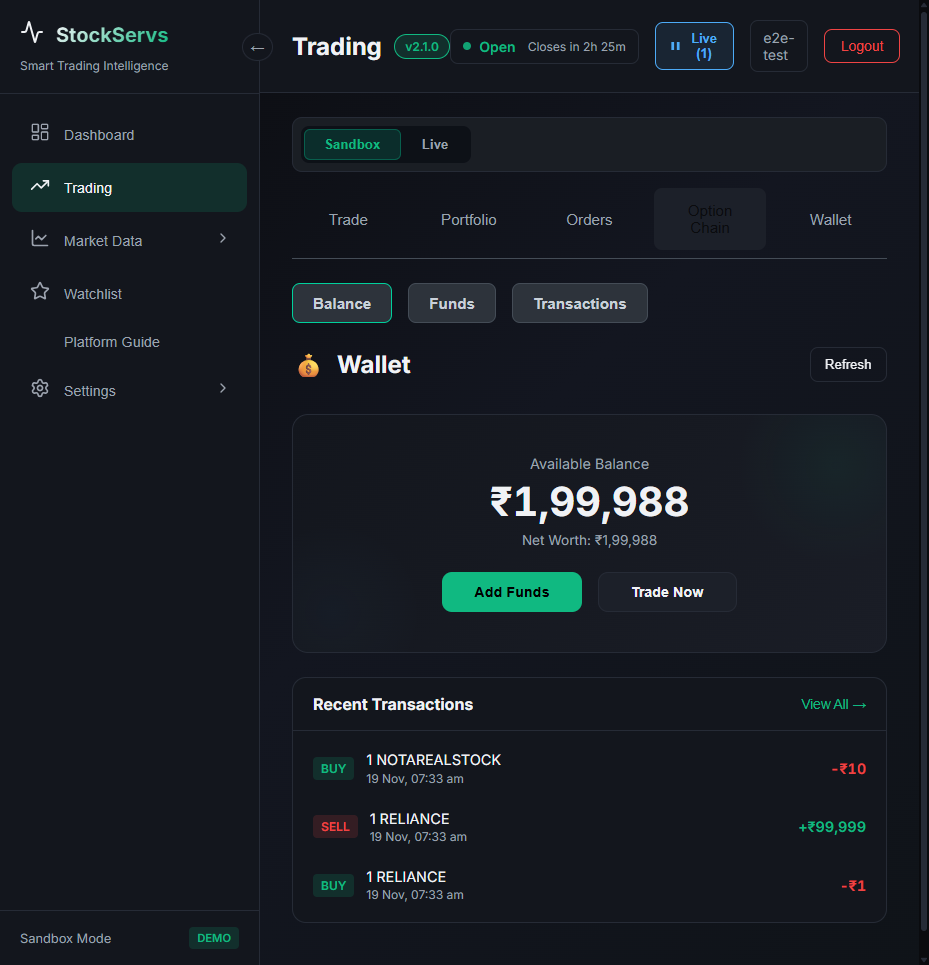 StockServs
Smart Trading Intelligence
←
Dashboard
Trading
Market Data
Watchlist
Platform Guide
Settings
Sandbox Mode
DEMO
Trading
v2.1.0
Open
Closes in 2h 25m
Live
(1)
e2e-
test
Logout
Sandbox
Live
Trade
Portfolio
Orders
Option
Chain
Wallet
Balance
Funds
Transactions
Wallet
Refresh
Available Balance
₹1,99,988
Net Worth: ₹1,99,988
Add Funds
Trade Now
Recent Transactions
View All →
BUY
1 NOTAREALSTOCK
19 Nov, 07:33 am
-₹10
SELL
1 RELIANCE
19 Nov, 07:33 am
+₹99,999
BUY
1 RELIANCE
19 Nov, 07:33 am
-₹1